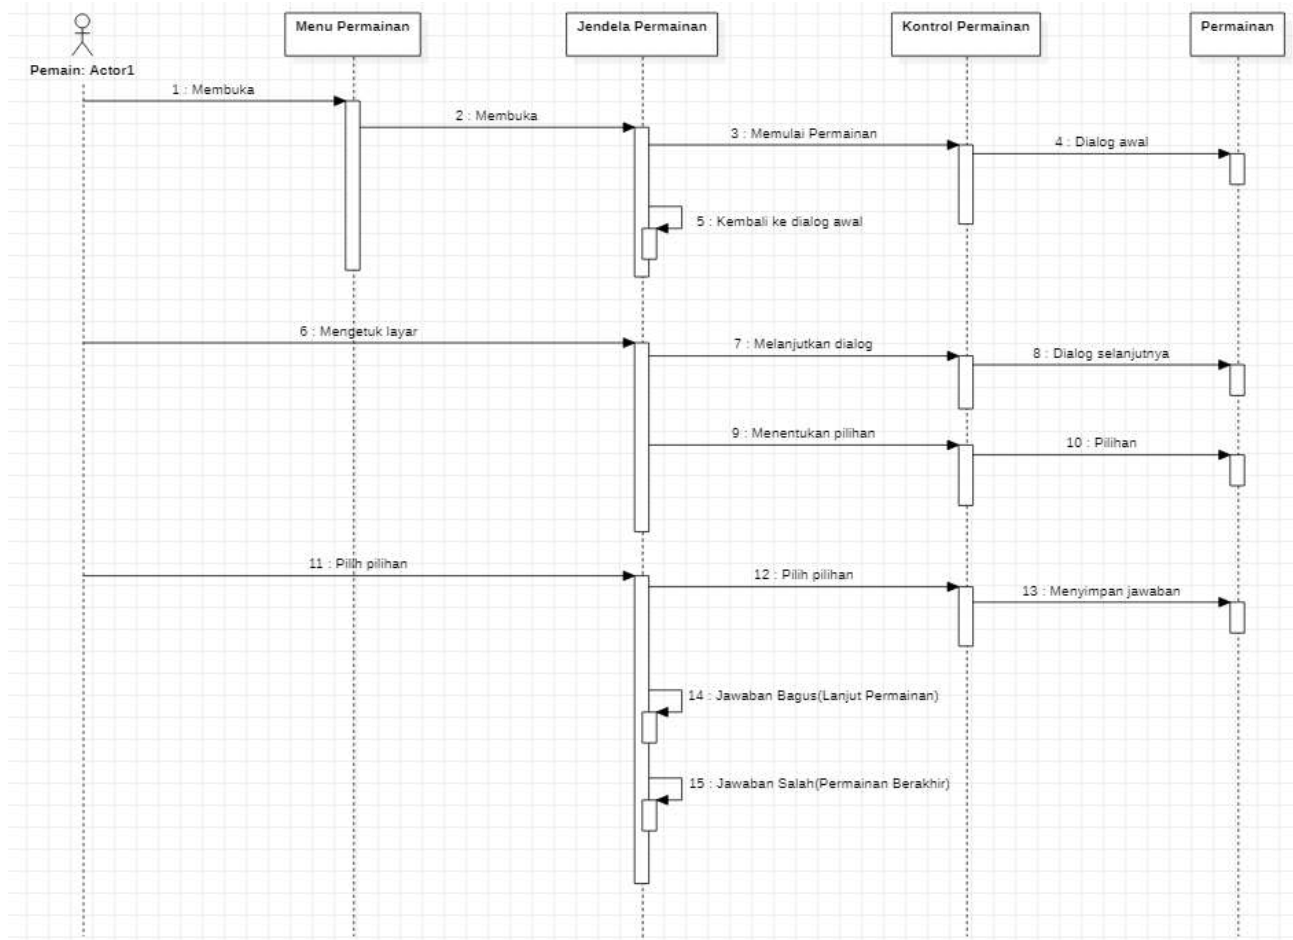 Menu Permainan
Jendela Permainan
Kontrol Permainan
Permainan
Pemain: Actor1
1 : Membuka
2 : Membuka
3 : Memulai Permainan
4 : Dialog awal
5 : Kembali ke dialog awal
6 : Mengetuk layar
7 : Melanjutkan dialog
8 : Dialog selanjutnya
9 : Menentukan pilihan
10 : Pilihan
11 : Pilih pilihan
12 : Pilih pilihan
13 : Menyimpan jawaban
14 : Jawaban Bagus(Lanjut Permainan)
15 : Jawaban Salah(Permainan Berakhir)